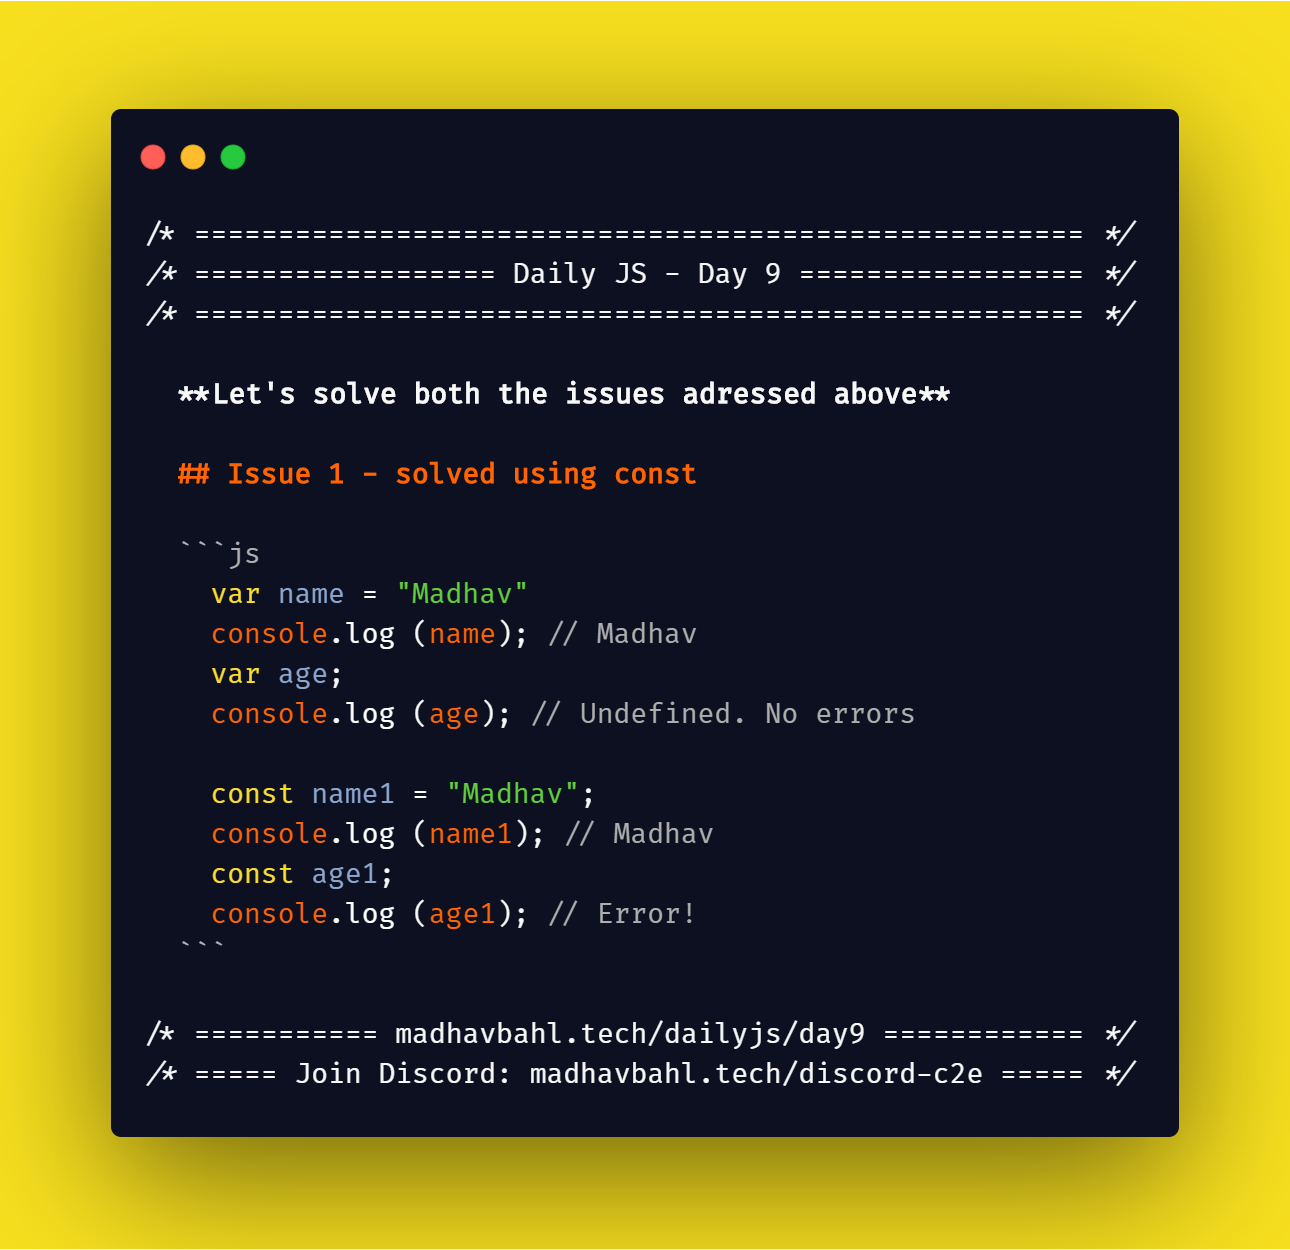 /* ===================================================== */
/* ================== Daily JS - Day 9 ================= */
/* ===================================================== */
**Let's solve both the issues adressed above**
## Issue 1 - solved using const
```js
var name = "Madhav"
console.log (name); // Madhav
var age;
console.log (age); // Undefined. No errors
const name1 = "Madhav";
console.log (name1); // Madhav
const age1;
console.log (age1); // Error!
```
/* =========== madhavbahl.tech/dailyjs/day9 ============ */
/* ===== Join Discord: madhavbahl.tech/discord-c2e ===== */